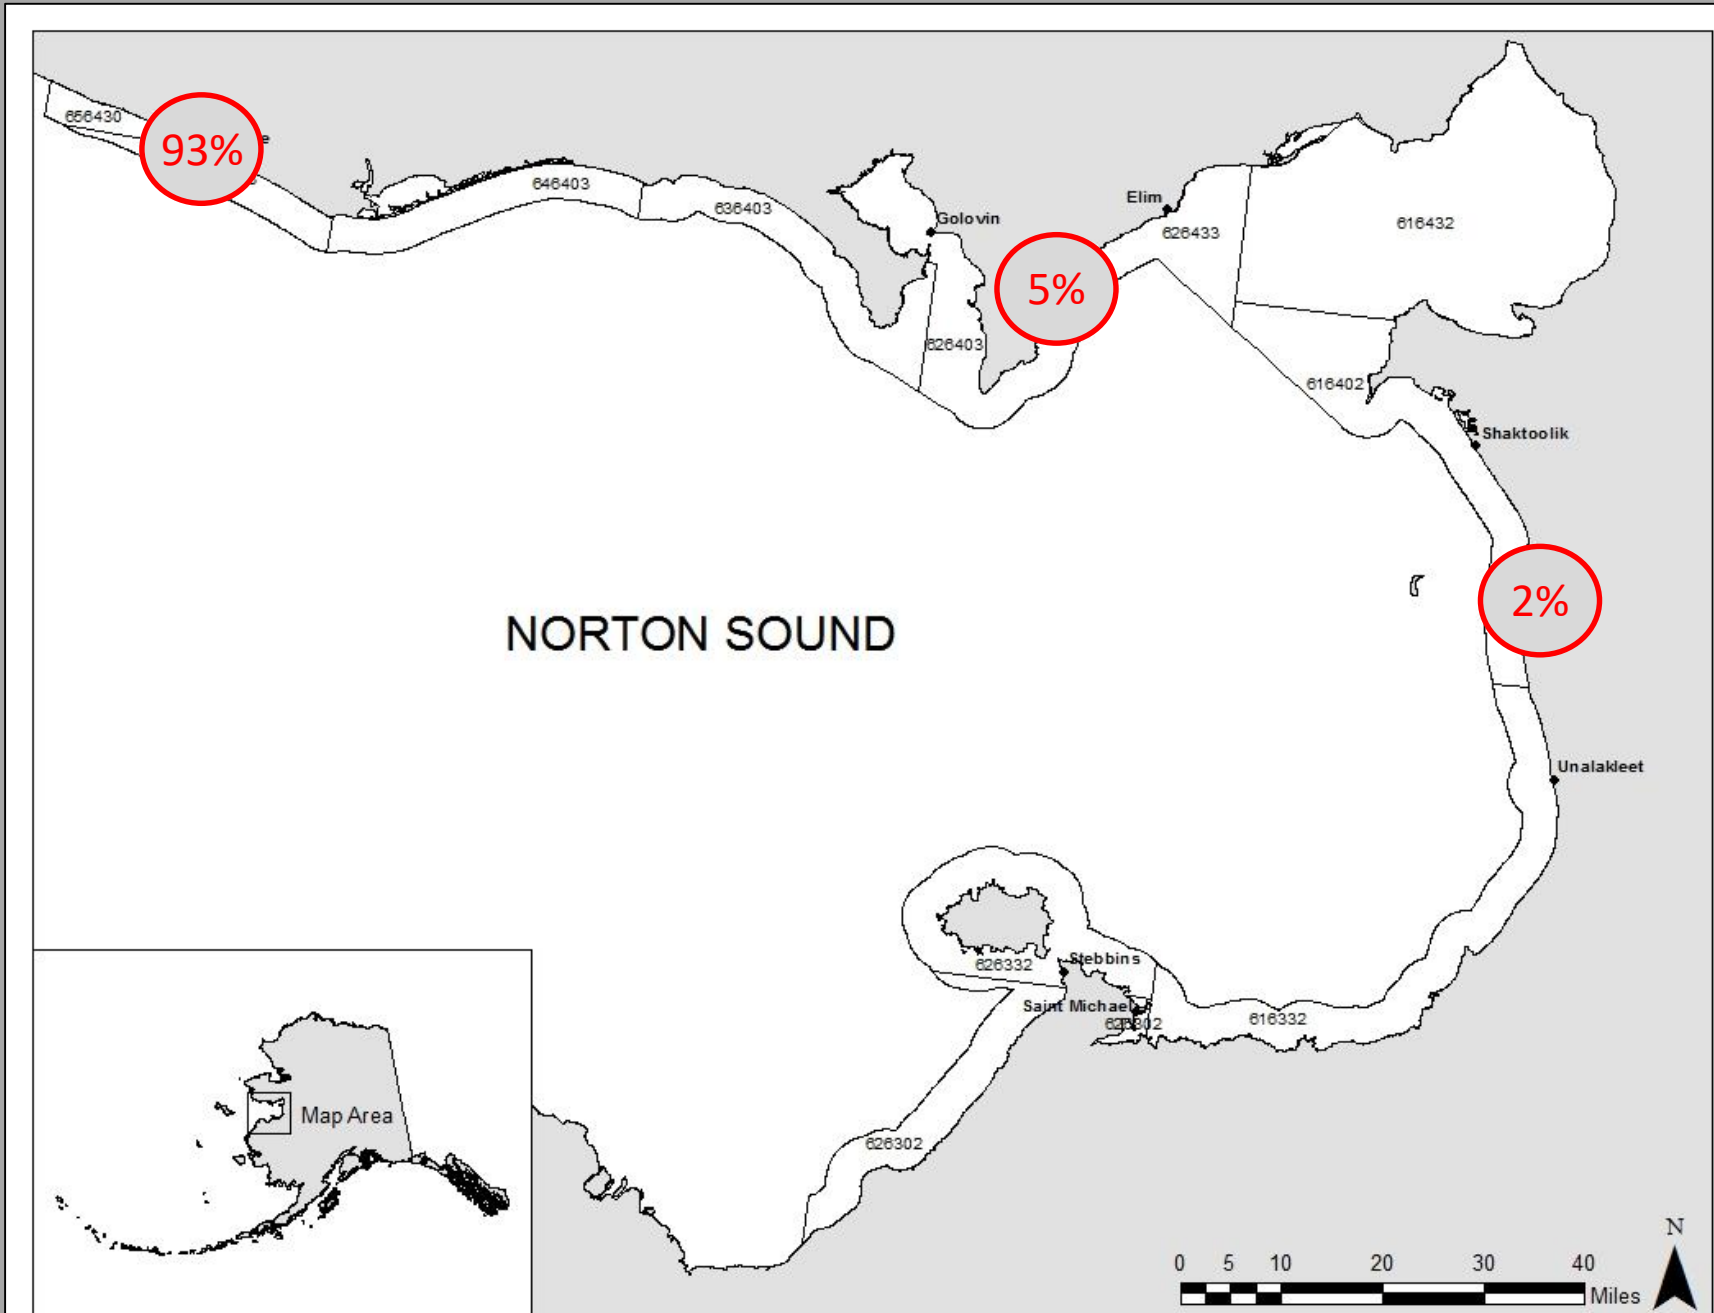 656430
93%
e
e
646403
636403
Golovin
Elim
626433
616432
5%
626403
616402
Shaktoolik
2%
NORTON SOUND
Unalakleet
626332
Stebbins
Saint Michael
616332
Map Area
626302
N
0 5 10 20 30 40
Miles